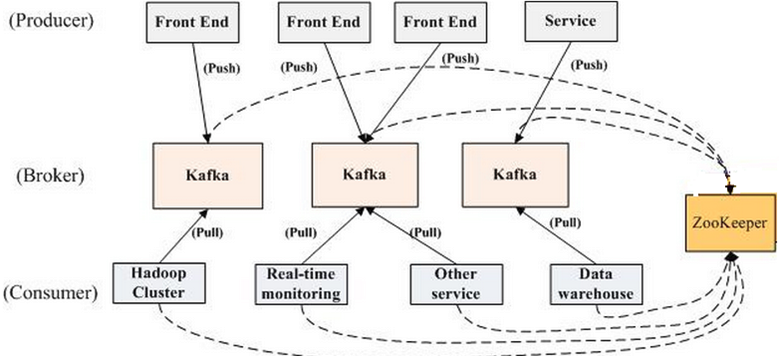 (Producer)
Front End
Front End
Front End
Service
(Push)
(Push)
(Push)
(Push)
(Broker)
Kafka
Kafka
Kafka
ZooKeeper
(Pull)
(Pull)
(Pull)
(Pull)
(Consumer)
Hadoop
Cluster
Real-time
monitoring
Other
service
Data
warehouse